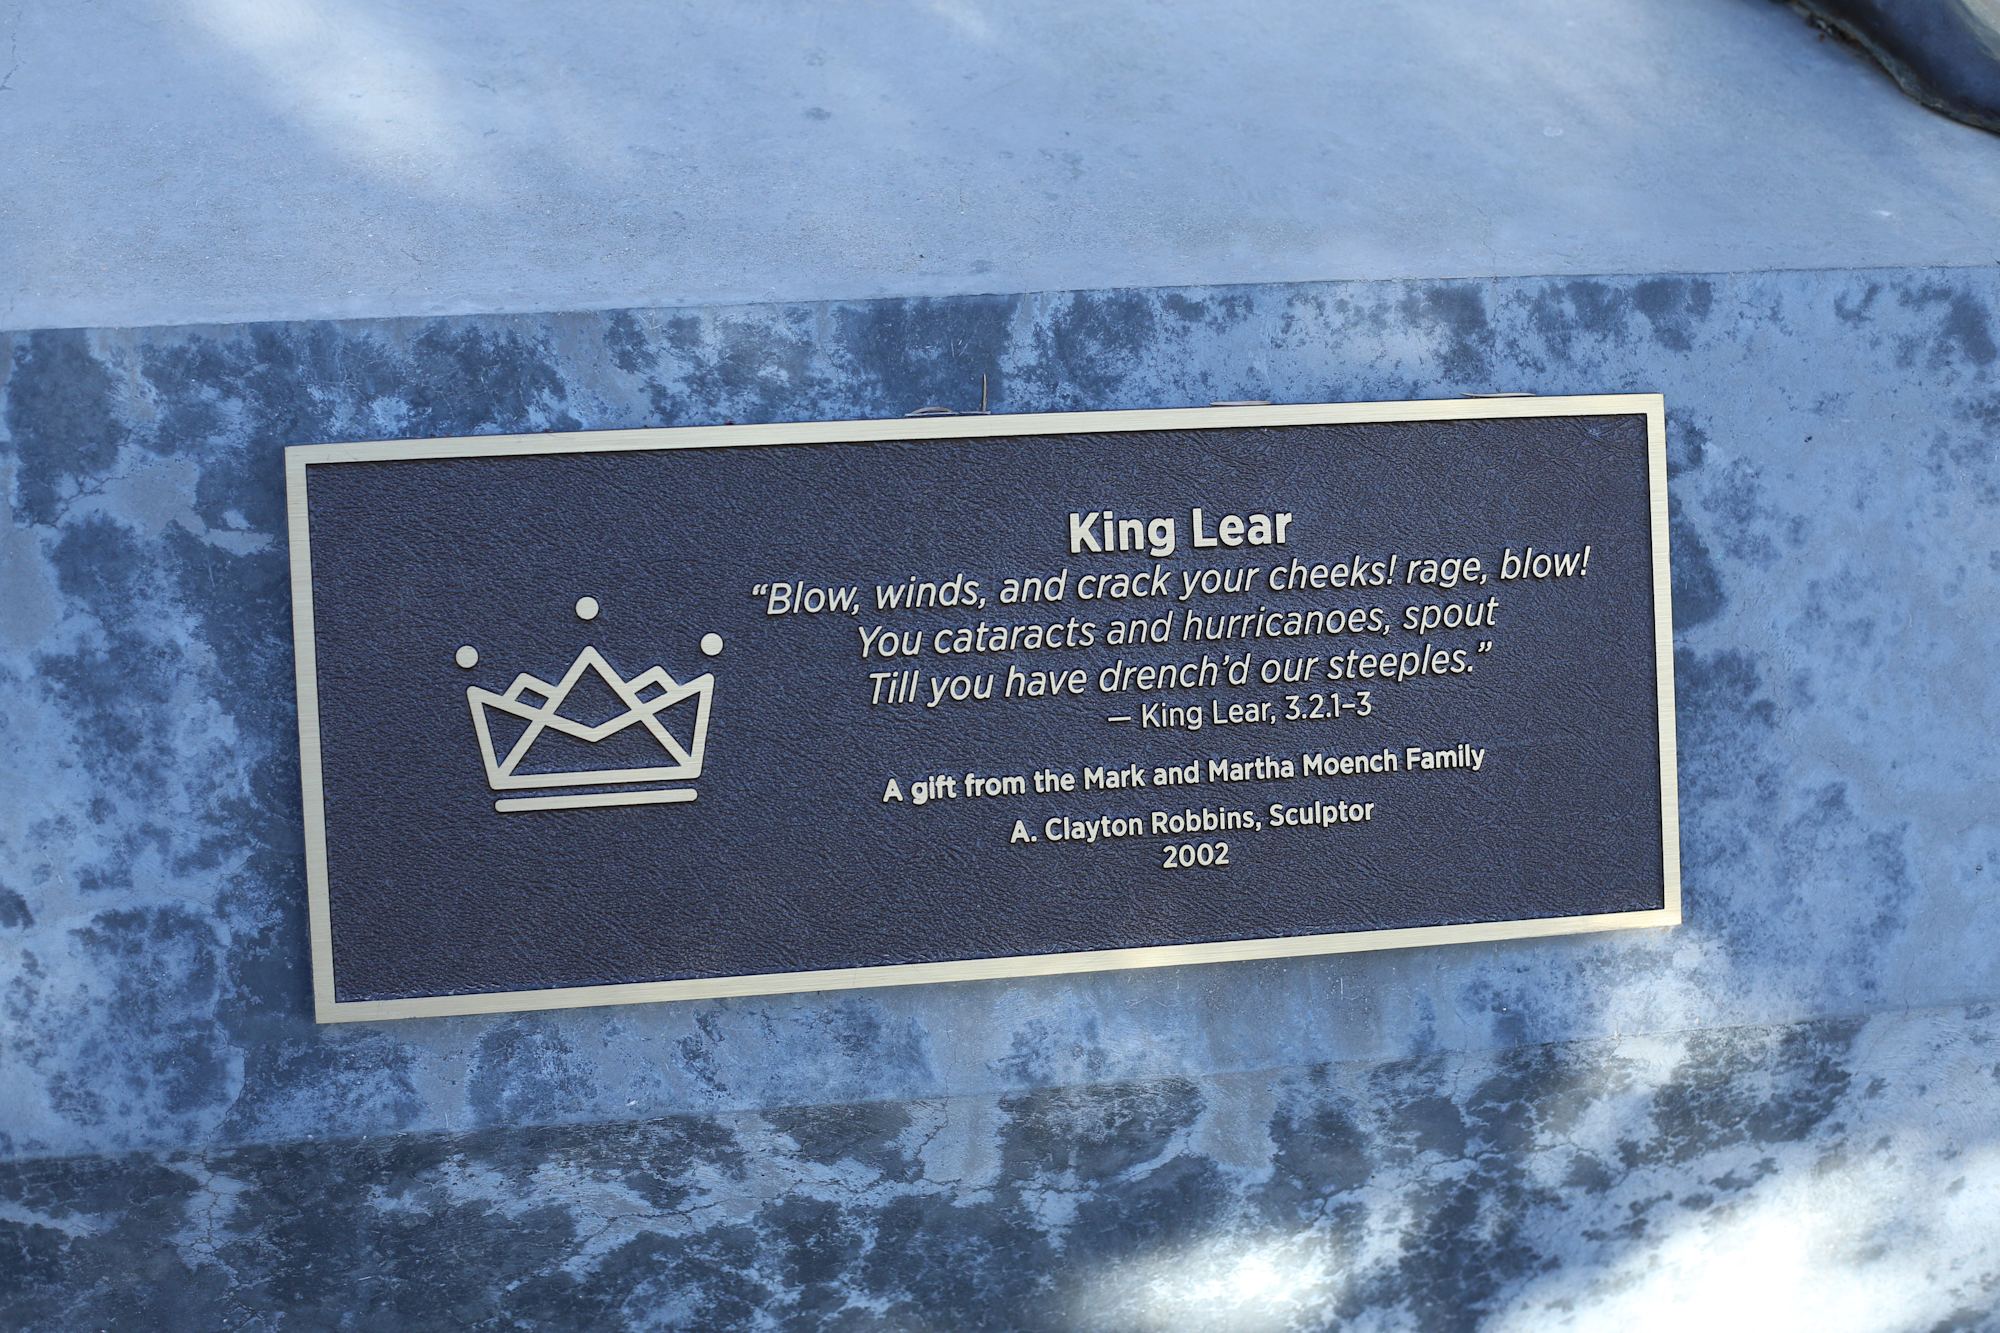 King Lear
“Blow, winds, and crack your cheeks! rage, blow!
You cataracts and hurricanoes, spout
Till you have drench’d our steeples.”
— King Lear, 3.2.1–3
A gift from the Mark and Martha Moench Family
A. Clayton Robbins, Sculptor
2002